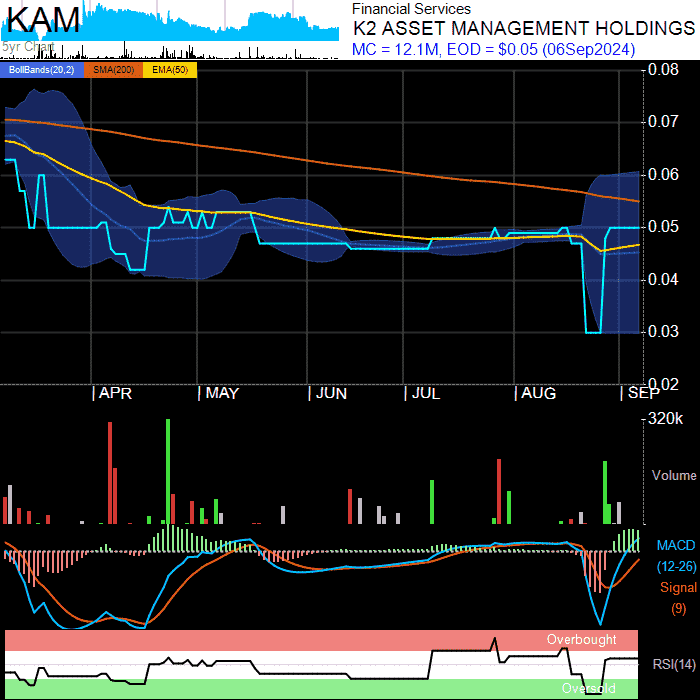 KAM
5yr Chart
Financial Services
K2 ASSET MANAGEMENT HOLDINGS
MC = 12.1M, EOD = $0.05 (06Sep2024)
BollBands(20,2) SMA(200) EMA(50)
0.08
0.07
0.06
0.05
0.04
0.03
0.02
APR MAY JUN JUL AUG SEP
320k
Volume
MACD
(12-26)
Signal
(9)
Overbought
RSI(14)
Oversold